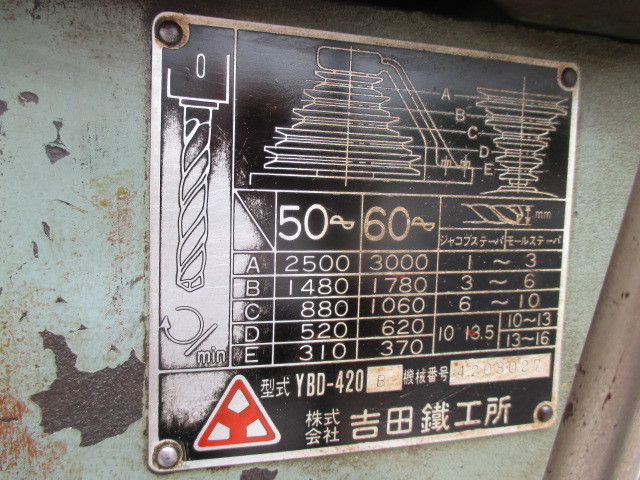 A
B
C
D
E
50~ 60~ mm
ジャコブステーパ モールステーパ
A 2500 3000 1 ~ 3
B 1480 1780 3 ~ 6
C 880 1060 6 ~ 10
D 520 620 10 13.5 10~13
E 310 370 13~16
/min
型式 YBD-420 B 機械番号
株式会社 吉田鐵工所